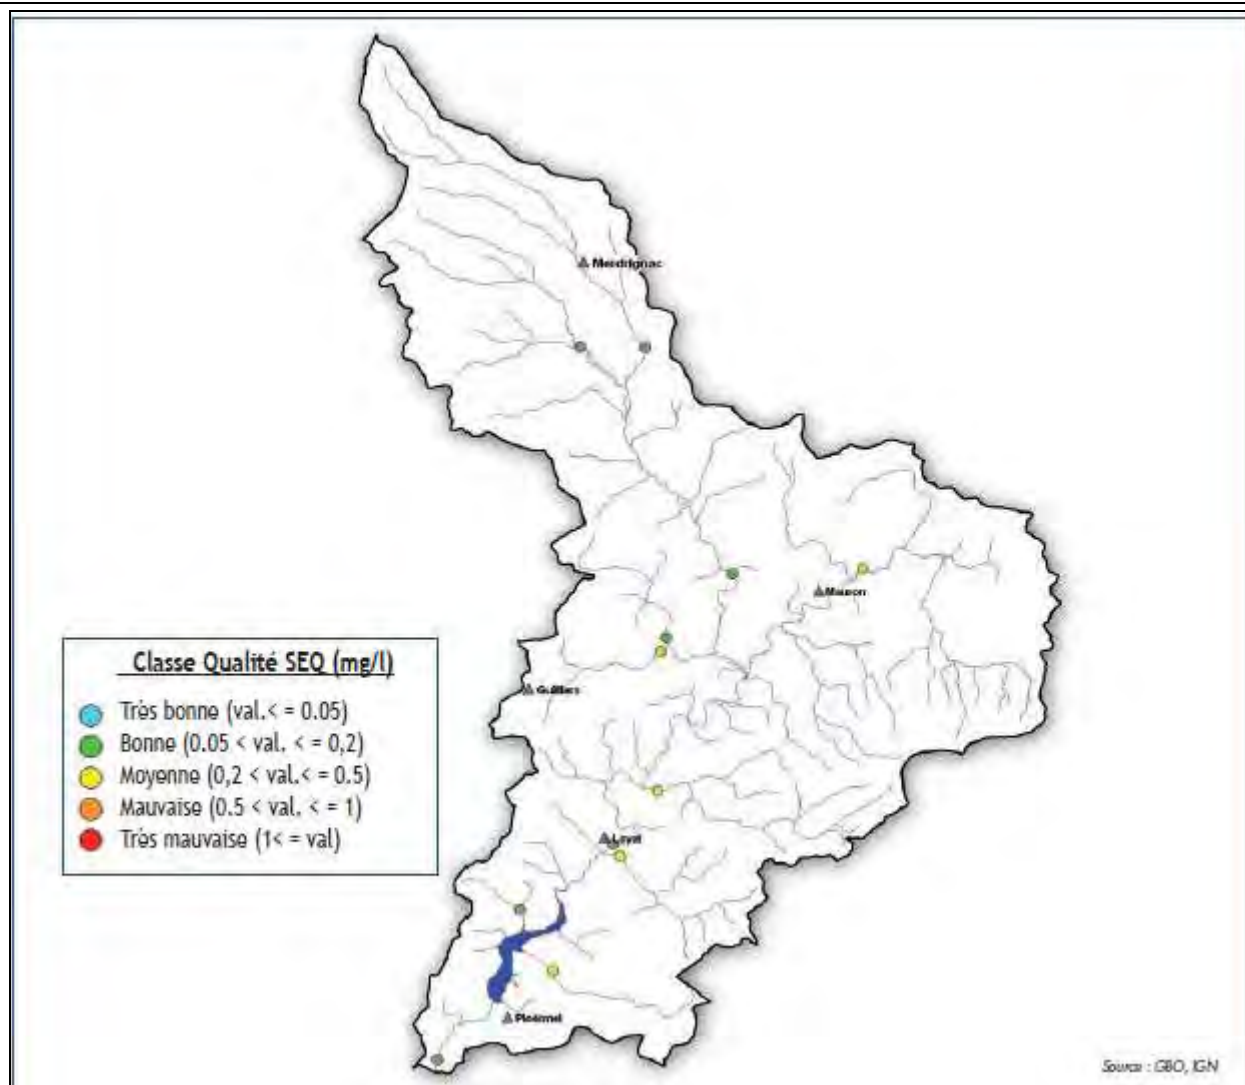 Merdrignac
Mauron
Guilliers
Classe Qualité SEQ (mg/l)
Très bonne (val.< = 0.05)
Bonne (0.05 < val. < = 0,2)
Moyenne (0,2 < val.< = 0.5)
Mauvaise (0.5 < val. < = 1)
Très mauvaise (1< = val)
Loyat
Ploërmel
Source : GBO, IGN